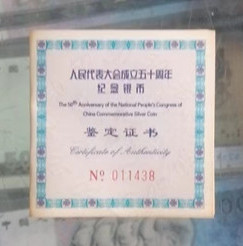 人民代表大会成立五十周年
纪念银币
The 50th Anniversary of the National People's Congress of
China Commemorative Silver Coin
鉴定证书
Certificate of Authenticity
Nº 011438